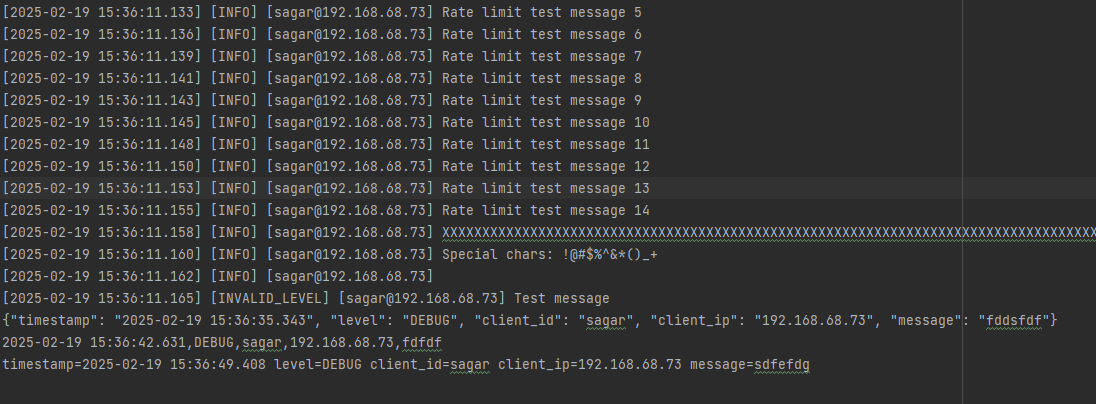 [2025-02-19 15:36:11.133] [INFO] [sagar@192.168.68.73] Rate limit test message 5
[2025-02-19 15:36:11.136] [INFO] [sagar@192.168.68.73] Rate limit test message 6
[2025-02-19 15:36:11.139] [INFO] [sagar@192.168.68.73] Rate limit test message 7
[2025-02-19 15:36:11.141] [INFO] [sagar@192.168.68.73] Rate limit test message 8
[2025-02-19 15:36:11.143] [INFO] [sagar@192.168.68.73] Rate limit test message 9
[2025-02-19 15:36:11.145] [INFO] [sagar@192.168.68.73] Rate limit test message 10
[2025-02-19 15:36:11.148] [INFO] [sagar@192.168.68.73] Rate limit test message 11
[2025-02-19 15:36:11.150] [INFO] [sagar@192.168.68.73] Rate limit test message 12
[2025-02-19 15:36:11.153] [INFO] [sagar@192.168.68.73] Rate limit test message 13
[2025-02-19 15:36:11.155] [INFO] [sagar@192.168.68.73] Rate limit test message 14
[2025-02-19 15:36:11.158] [INFO] [sagar@192.168.68.73] XXXXXXXXXXXXXXXXXXXXXXXXXXXXXXXXXXXXXXXXXXXXXXXXXXXXXXXXXXXXXXXXXXXXXXXXXXXXXXXXXX
[2025-02-19 15:36:11.160] [INFO] [sagar@192.168.68.73] Special chars: !@#$%^&*()_+
[2025-02-19 15:36:11.162] [INFO] [sagar@192.168.68.73]
[2025-02-19 15:36:11.165] [INVALID_LEVEL] [sagar@192.168.68.73] Test message
{"timestamp": "2025-02-19 15:36:35.343", "level": "DEBUG", "client_id": "sagar", "client_ip": "192.168.68.73", "message": "fddsfdf"}
2025-02-19 15:36:42.631,DEBUG,sagar,192.168.68.73,fdfdf
timestamp=2025-02-19 15:36:49.408 level=DEBUG client_id=sagar client_ip=192.168.68.73 message=sdfefdg